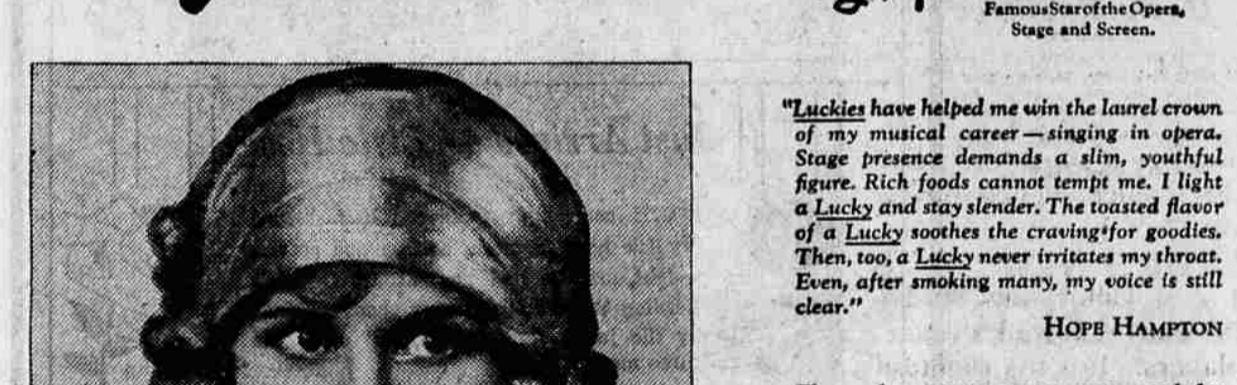 Famous Star of the Opera,
Stage and Screen.
"Luckies have helped me win the laurel crown
of my musical career—singing in opera.
Stage presence demands a slim, youthful
figure. Rich foods cannot tempt me. I light
a Lucky and stay slender. The toasted flavor
of a Lucky soothes the craving for goodies.
Then, too, a Lucky never irritates my throat.
Even, after smoking many, my voice is still
clear."
HOPE HAMPTON